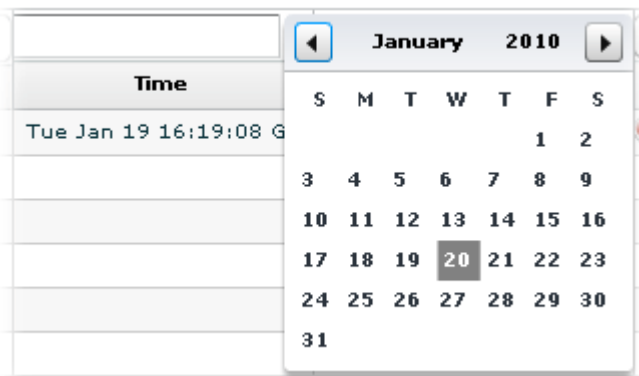 January 2010
Time
S M T W T F S
Tue Jan 19 16:19:08 G
1 2
3 4 5 6 7 8 9
10 11 12 13 14 15 16
17 18 19 20 21 22 23
24 25 26 27 28 29 30
31